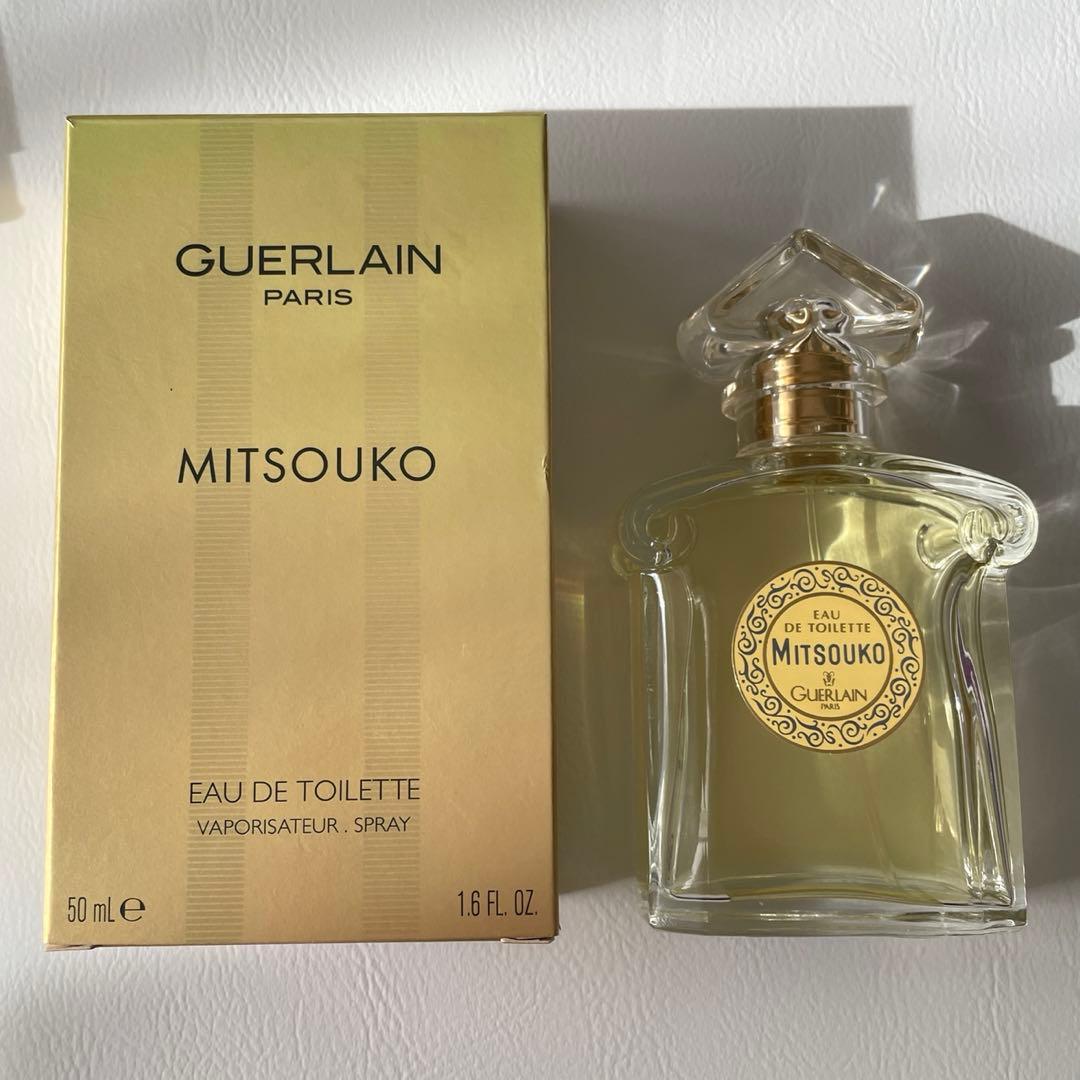 GUERLAIN
PARIS
MITSOUKO
EAU DE TOILETTE
VAPORISATEUR . SPRAY
50 mL ℮
1.6 FL. OZ.
EAU
DE TOILETTE
MITSOUKO
GUERLAIN
PARIS